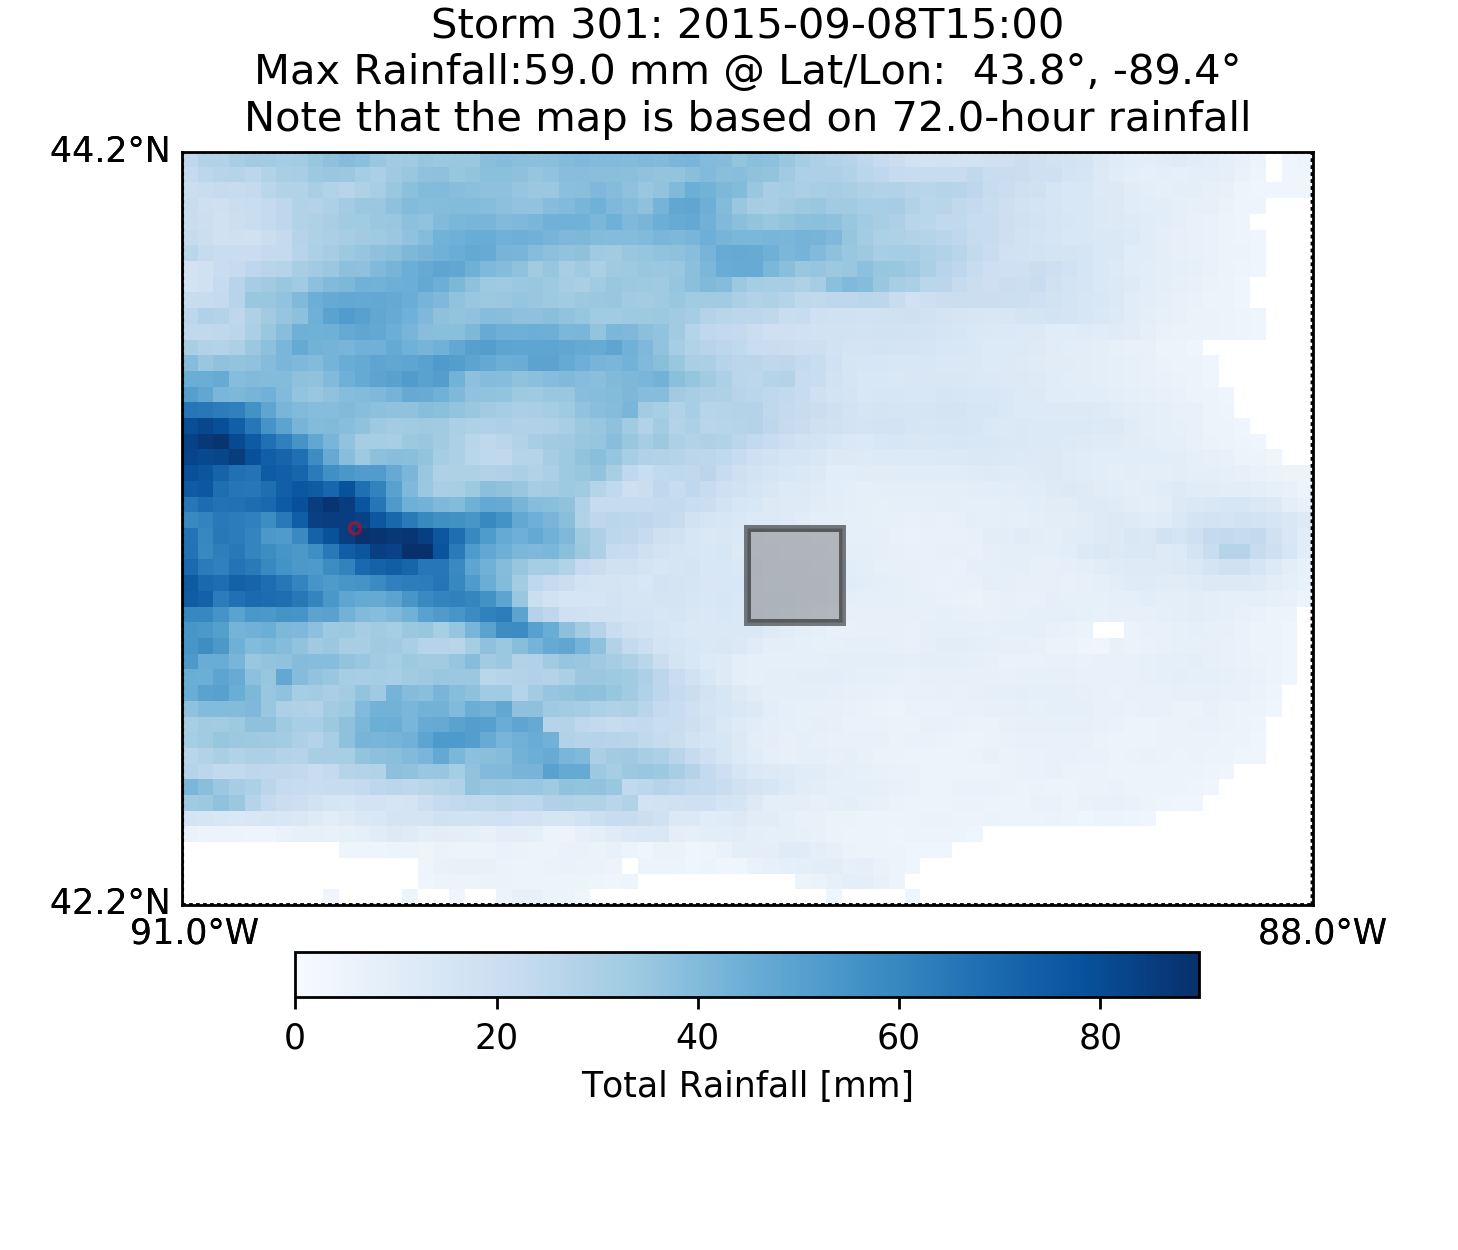 Storm 301: 2015-09-08T15:00
Max Rainfall:59.0 mm @ Lat/Lon:  43.8°, -89.4°
Note that the map is based on 72.0-hour rainfall
44.2°N
42.2°N
91.0°W 88.0°W
0 20 40 60 80
Total Rainfall [mm]